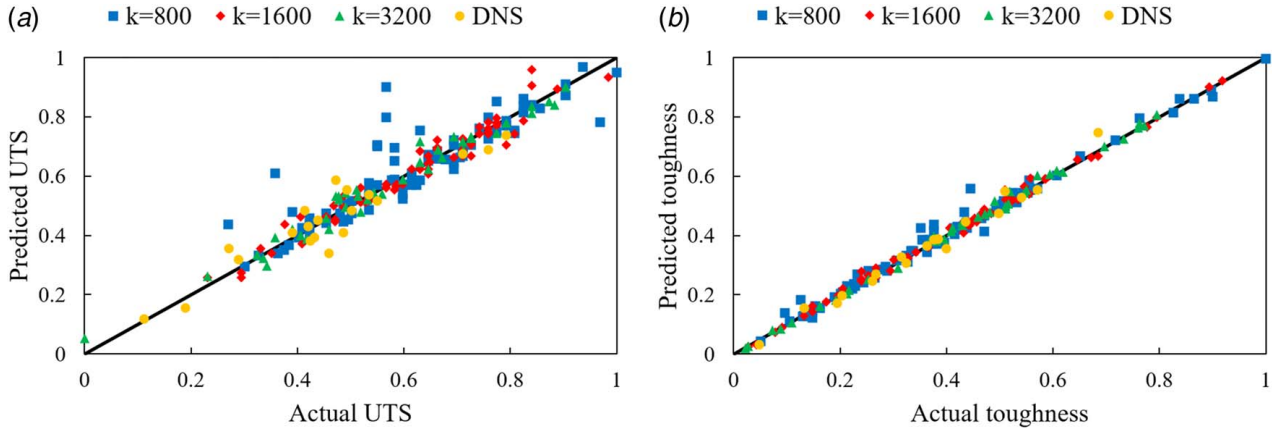 (a) k=800 k=1600 k=3200 DNS
1
0.8
0.6
0.4
0.2
0
0 0.2 0.4 0.6 0.8 1
Predicted UTS
Actual UTS
(b) k=800 k=1600 k=3200 DNS
1
0.8
0.6
0.4
0.2
0
0 0.2 0.4 0.6 0.8 1
Predicted toughness
Actual toughness